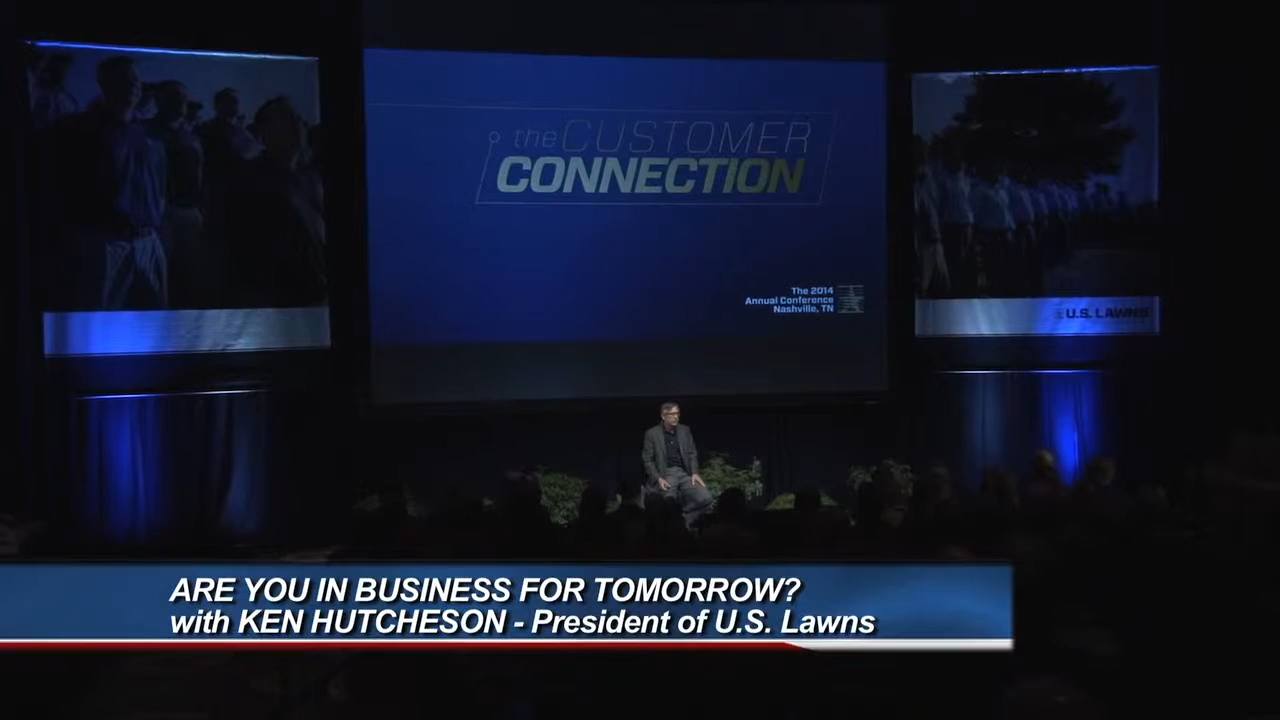 the CUSTOMER
CONNECTION
The 2014
Annual Conference
Nashville, TN
U.S. LAWNS
ARE YOU IN BUSINESS FOR TOMORROW?
with KEN HUTCHESON - President of U.S. Lawns